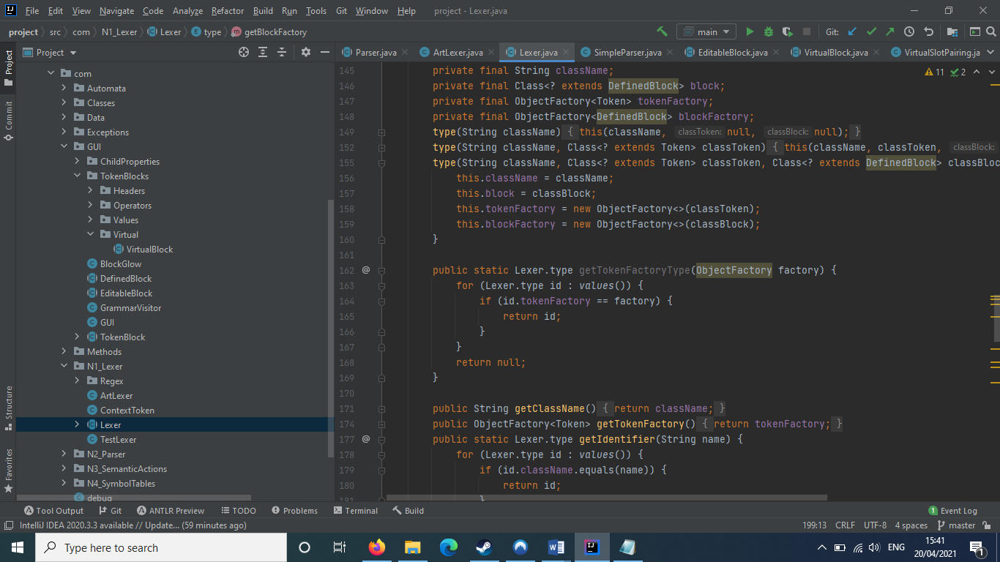 File Edit View Navigate Code Analyze Refactor Build Run Tools Git Window Help project - Lexer.java
project src com N1_Lexer Lexer type getBlockFactory main Git:
Project
Parser.java ArtLexer.java Lexer.java SimpleParser.java EditableBlock.java VirtualBlock.java VirtualSlotPairing.ja
Project
Commit
Structure
Favorites
com
Automata
Classes
Data
Exceptions
GUI
ChildProperties
TokenBlocks
Headers
Operators
Values
Virtual
VirtualBlock
BlockGlow
DefinedBlock
EditableBlock
GrammarVisitor
GUI
TokenBlock
Methods
N1_Lexer
Regex
ArtLexer
ContextToken
Lexer
TestLexer
N2_Parser
N3_SemanticActions
N4_SymbolTables
debug
11 2
145 private final String className;
146 private final Class<? extends DefinedBlock> block;
147 private final ObjectFactory<Token> tokenFactory;
148 private final ObjectFactory<DefinedBlock> blockFactory;
149 type(String className) { this(className, classToken: null, classBlock: null); }
152 type(String className, Class<? extends Token> classToken) { this(className, classToken, classBlock:
155 type(String className, Class<? extends Token> classToken, Class<? extends DefinedBlock> classBloc
156 this.className = className;
157 this.block = classBlock;
158 this.tokenFactory = new ObjectFactory<>(classToken);
159 this.blockFactory = new ObjectFactory<>(classBlock);
160 }
161
162 @ public static Lexer.type getTokenFactoryType(ObjectFactory factory) {
163 for (Lexer.type id : values()) {
164 if (id.tokenFactory == factory) {
165 return id;
166 }
167 }
168 return null;
169 }
170
171 public String getClassName() { return className; }
174 public ObjectFactory<Token> getTokenFactory() { return tokenFactory; }
177 @ public static Lexer.type getIdentifier(String name) {
178 for (Lexer.type id : values()) {
179 if (id.className.equals(name)) {
180 return id;
181 }
Tool Output Git ANTLR Preview TODO Problems Terminal Build 1 Event Log
IntelliJ IDEA 2020.3.3 available // Update... (59 minutes ago) 199:13 CRLF UTF-8 4 spaces master
Type here to search ENG 15:41
20/04/2021 1